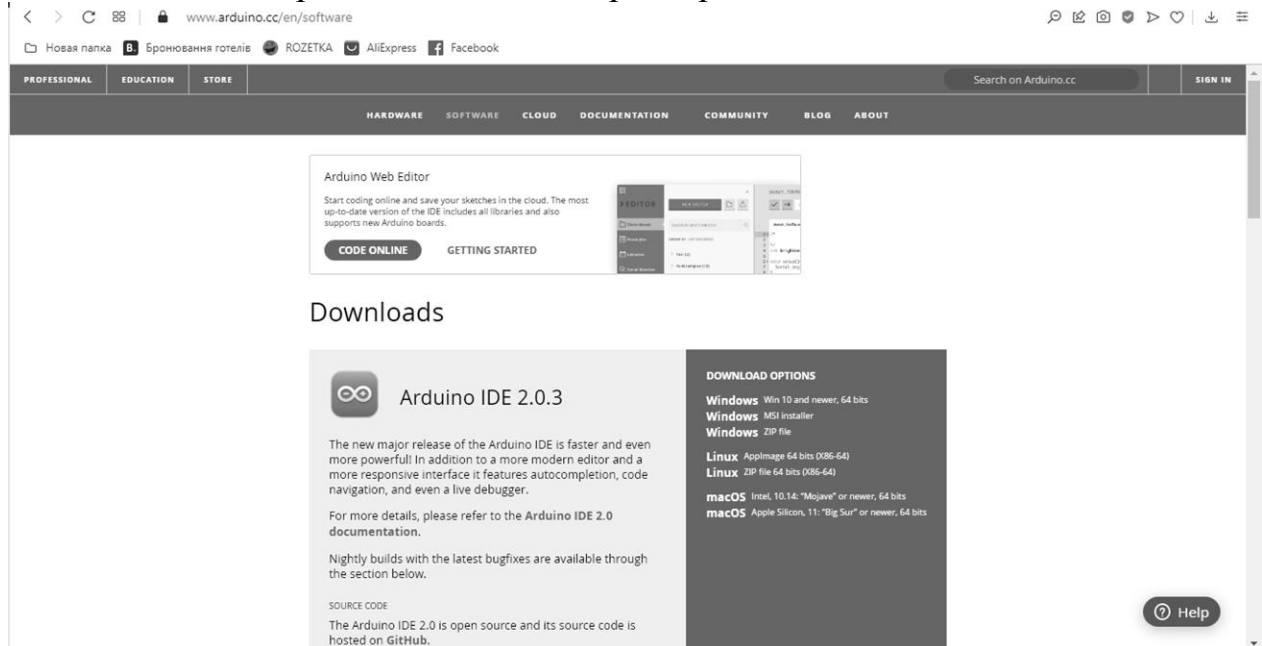 www.arduino.cc/en/software
Новая папка B. Бронювання готелів ROZETKA AliExpress Facebook
PROFESSIONAL EDUCATION STORE Search on Arduino.cc SIGN IN
HARDWARE SOFTWARE CLOUD DOCUMENTATION COMMUNITY BLOG ABOUT
Arduino Web Editor
Start coding online and save your sketches in the cloud. The most
up-to-date version of the IDE includes all libraries and also
supports new Arduino boards.
CODE ONLINE GETTING STARTED
Downloads
Arduino IDE 2.0.3
The new major release of the Arduino IDE is faster and even
more powerful! In addition to a more modern editor and a
more responsive interface it features autocompletion, code
navigation, and even a live debugger.
For more details, please refer to the Arduino IDE 2.0
documentation.
Nightly builds with the latest bugfixes are available through
the section below.
SOURCE CODE
The Arduino IDE 2.0 is open source and its source code is
hosted on GitHub.
DOWNLOAD OPTIONS
Windows Win 10 and newer, 64 bits
Windows MSI installer
Windows ZIP file
Linux AppImage 64 bits (X86-64)
Linux ZIP file 64 bits (X86-64)
macOS Intel, 10.14: "Mojave" or newer, 64 bits
macOS Apple Silicon, 11: "Big Sur" or newer, 64 bits
Help